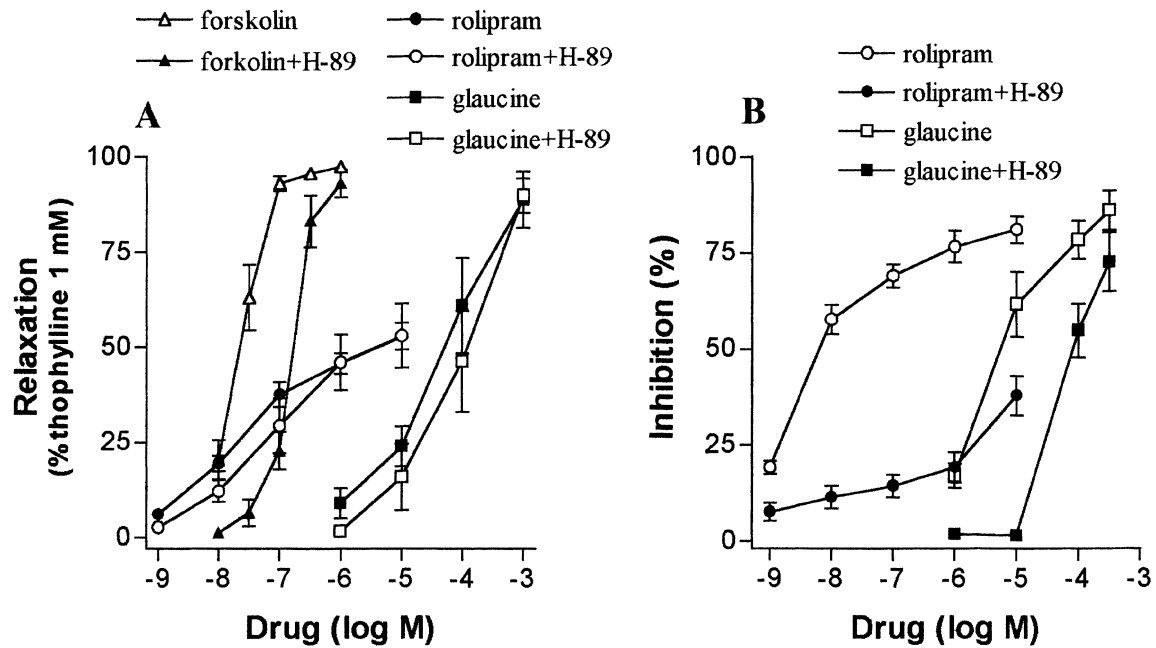 forskolin
forkolin+H-89
rolipram
rolipram+H-89
glaucine
glaucine+H-89
A
100
75
50
25
0
Relaxation
(%thophylline 1 mM)
-9 -8 -7 -6 -5 -4 -3
Drug (log M)
rolipram
rolipram+H-89
glaucine
glaucine+H-89
B
100
75
50
25
0
Inhibition (%)
-9 -8 -7 -6 -5 -4 -3
Drug (log M)